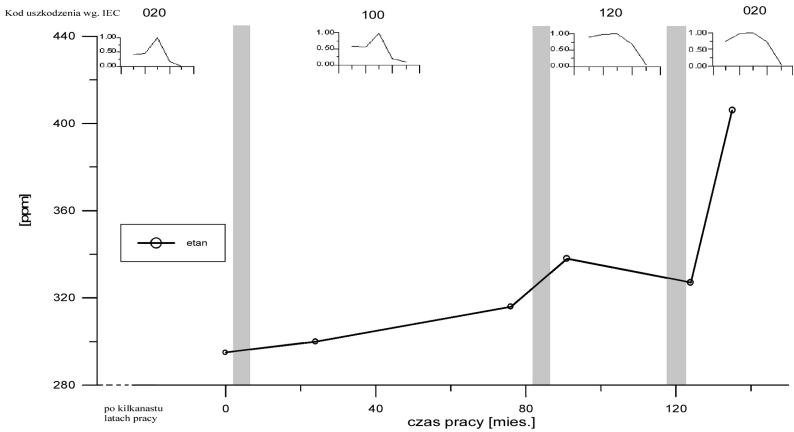 Kod uszkodzenia wg. IEC 020 100 120 020
1.00 1.00 1.00 1.00
0.50 0.50 0.50 0.50
0.00 0.00 0.00 0.00
440
400
360
320
280
[ppm]
etan
po kilkanastu
latach pracy
0 40 80 120
czas pracy [mies.]